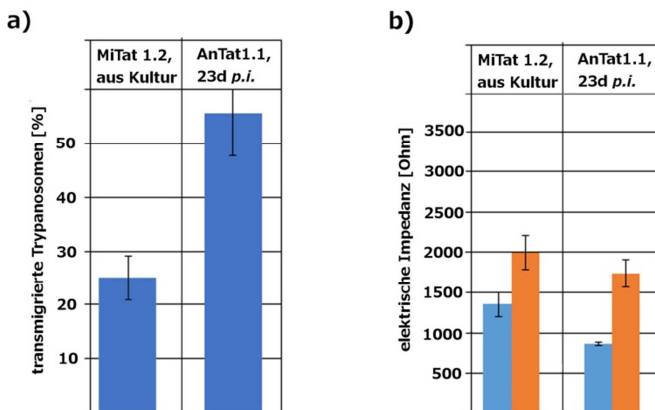 a)
MiTat 1.2,
aus Kultur
AnTat1.1,
23d p.i.
transmigrierte Trypanosomen [%]
50
40
30
20
10
b)
MiTat 1.2,
aus Kultur
AnTat1.1,
23d p.i.
elektrische Impedanz [Ohm]
3500
3000
2500
2000
1500
1000
500